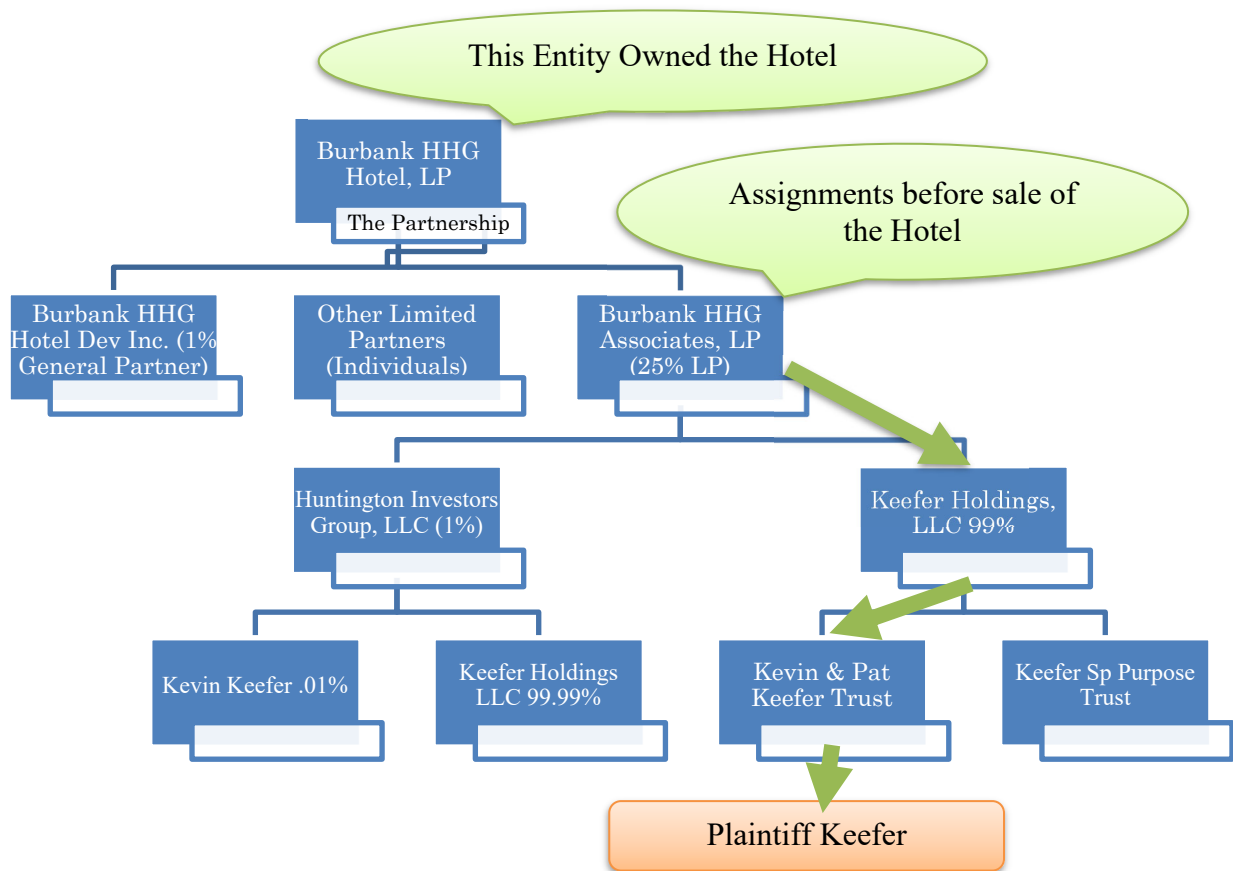 This Entity Owned the Hotel
Burbank HHG
Hotel, LP
The Partnership
Assignments before sale of
the Hotel
Burbank HHG
Hotel Dev Inc. (1%
General Partner)
Other Limited
Partners
(Individuals)
Burbank HHG
Associates, LP
(25% LP)
Huntington Investors
Group, LLC (1%)
Keefer Holdings,
LLC 99%
Kevin Keefer .01%
Keefer Holdings
LLC 99.99%
Kevin & Pat
Keefer Trust
Keefer Sp Purpose
Trust
Plaintiff Keefer